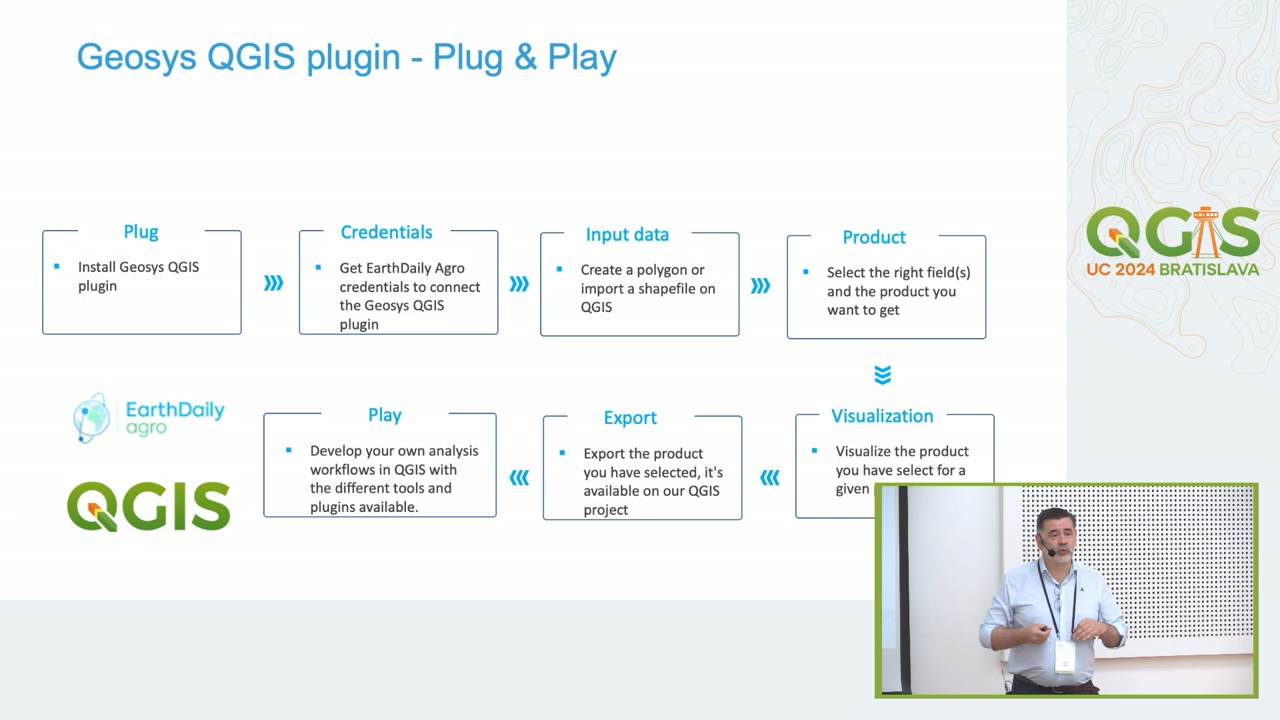 Geosys QGIS plugin - Plug & Play
Plug
Install Geosys QGIS
plugin
Credentials
Get EarthDaily Agro
credentials to connect
the Geosys QGIS
plugin
Input data
Create a polygon or
import a shapefile on
QGIS
Product
Select the right field(s)
and the product you
want to get
Visualization
Visualize the product
you have select for a
given
Export
Export the product
you have selected, it's
available on our QGIS
project
Play
Develop your own analysis
workflows in QGIS with
the different tools and
plugins available.
EarthDaily
agro
QGIS
QGIS
UC 2024 BRATISLAVA